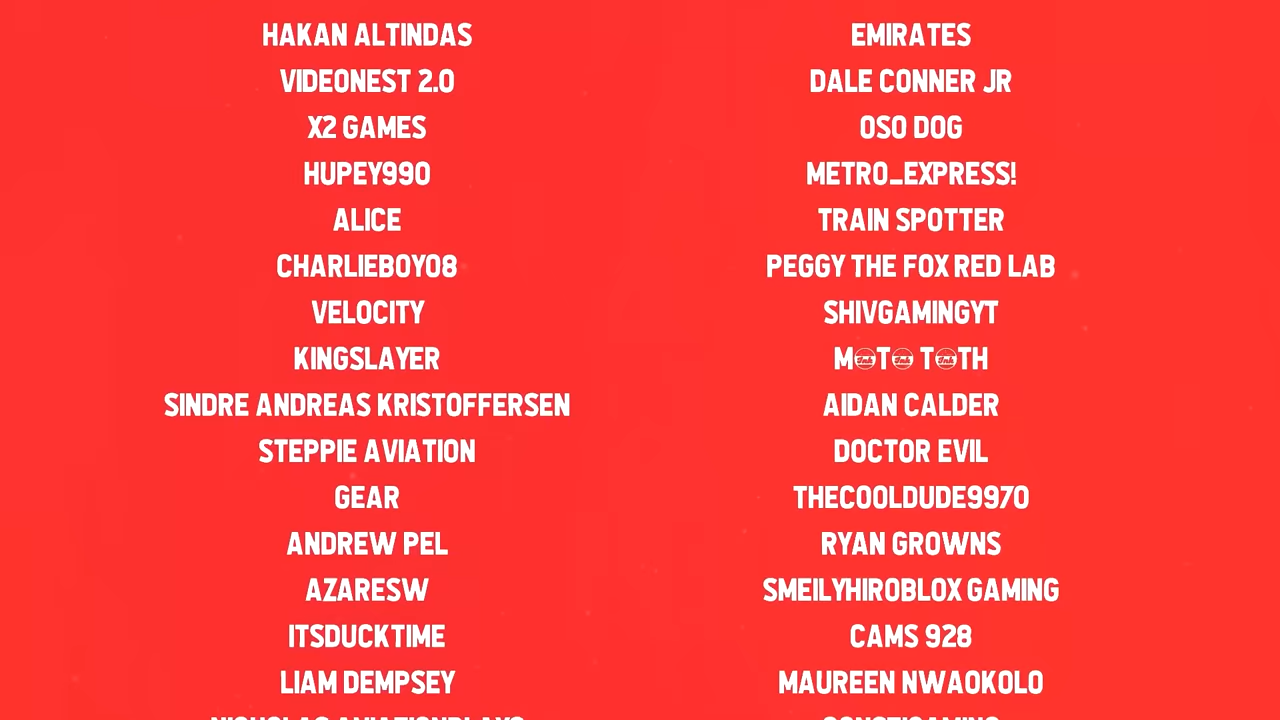 HAKAN ALTINDAS
VIDEONEST 2.0
X2 GAMES
HUPEY990
ALICE
CHARLIEBOY08
VELOCITY
KINGSLAYER
SINDRE ANDREAS KRISTOFFERSEN
STEPPIE AVIATION
GEAR
ANDREW PEL
AZARESW
ITSDUCKTIME
LIAM DEMPSEY
EMIRATES
DALE CONNER JR
OSO DOG
METRO_EXPRESS!
TRAIN SPOTTER
PEGGY THE FOX RED LAB
SHIVGAMINGYT
MOTO TOTH
AIDAN CALDER
DOCTOR EVIL
THECOOLDUDE9970
RYAN GROWNS
SMEILYHIROBLOX GAMING
CAMS 928
MAUREEN NWAOKOLO